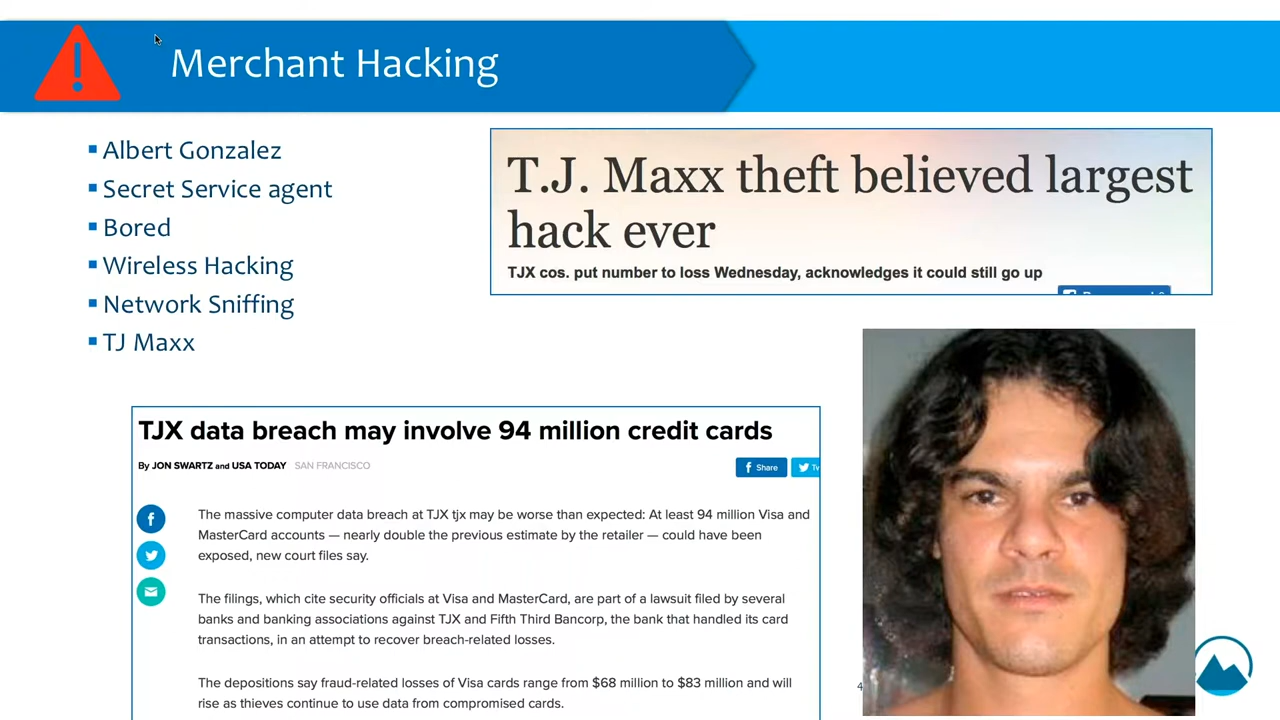 Merchant Hacking
Albert Gonzalez
Secret Service agent
Bored
Wireless Hacking
Network Sniffing
TJ Maxx
T.J. Maxx theft believed largest
hack ever
TJX cos. put number to loss Wednesday, acknowledges it could still go up
TJX data breach may involve 94 million credit cards
By JON SWARTZ and USA TODAY SAN FRANCISCO
Share
Tw
The massive computer data breach at TJX tjx may be worse than expected: At least 94 million Visa and
MasterCard accounts — nearly double the previous estimate by the retailer — could have been
exposed, new court files say.
The filings, which cite security officials at Visa and MasterCard, are part of a lawsuit filed by several
banks and banking associations against TJX and Fifth Third Bancorp, the bank that handled its card
transactions, in an attempt to recover breach-related losses.
The depositions say fraud-related losses of Visa cards range from $68 million to $83 million and will
rise as thieves continue to use data from compromised cards.
4